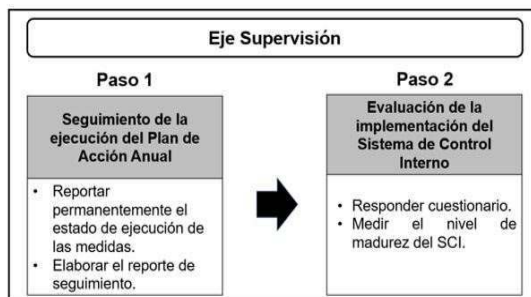 Eje Supervisión
Paso 1
Seguimiento de la
ejecución del Plan de
Acción Anual
• Reportar
permanentemente el
estado de ejecución de
las medidas.
• Elaborar el reporte de
seguimiento.
Paso 2
Evaluación de la
implementación del
Sistema de Control
Interno
• Responder cuestionario.
• Medir el nivel de
madurez del SCI.